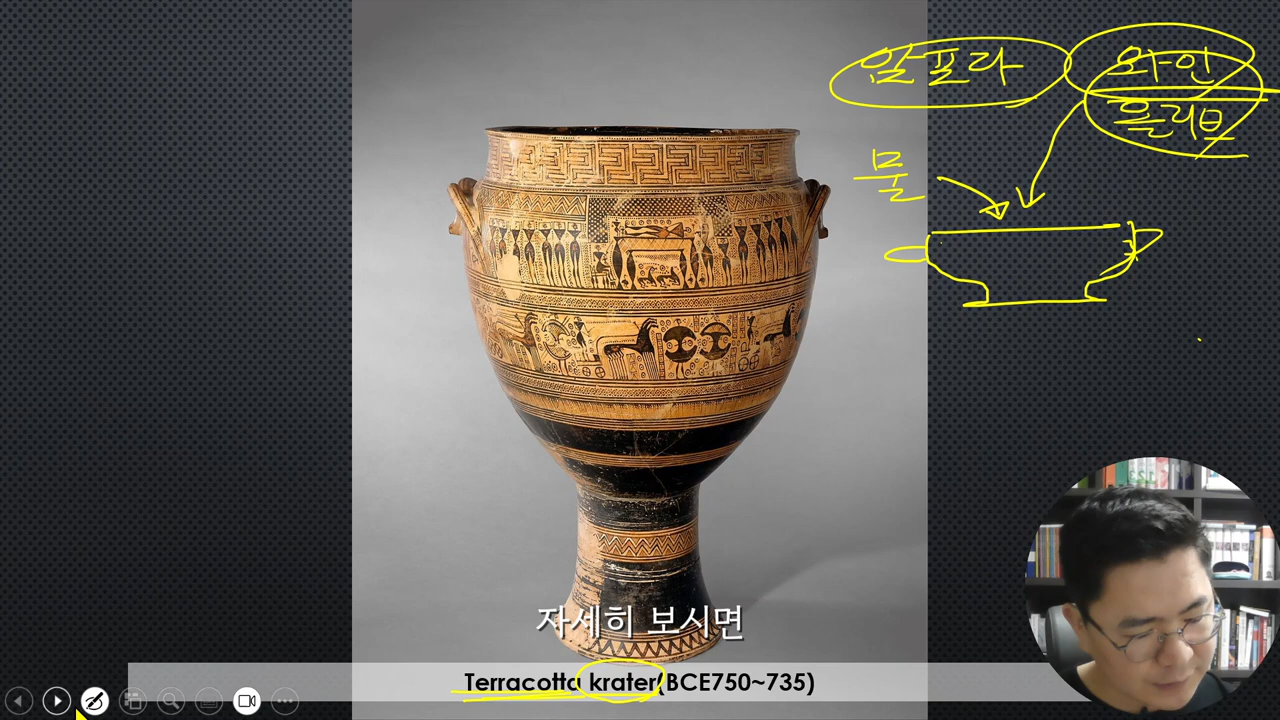 암포라 와인
올리브
물
자세히 보시면
Terracotta krater(BCE750~735)